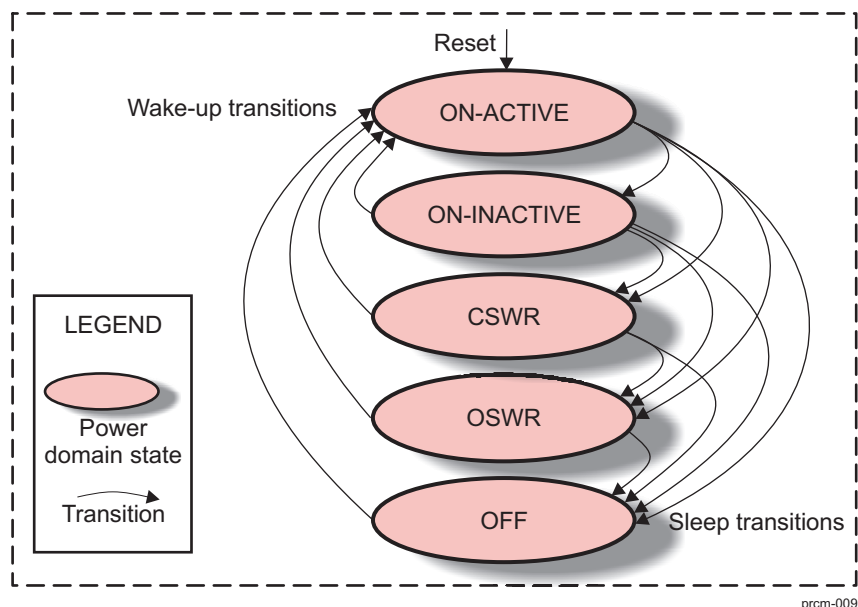 Reset
Wake-up transitions
ON-ACTIVE
ON-INACTIVE
CSWR
OSWR
OFF
Sleep transitions
LEGEND
Power
domain state
Transition
prcm-009